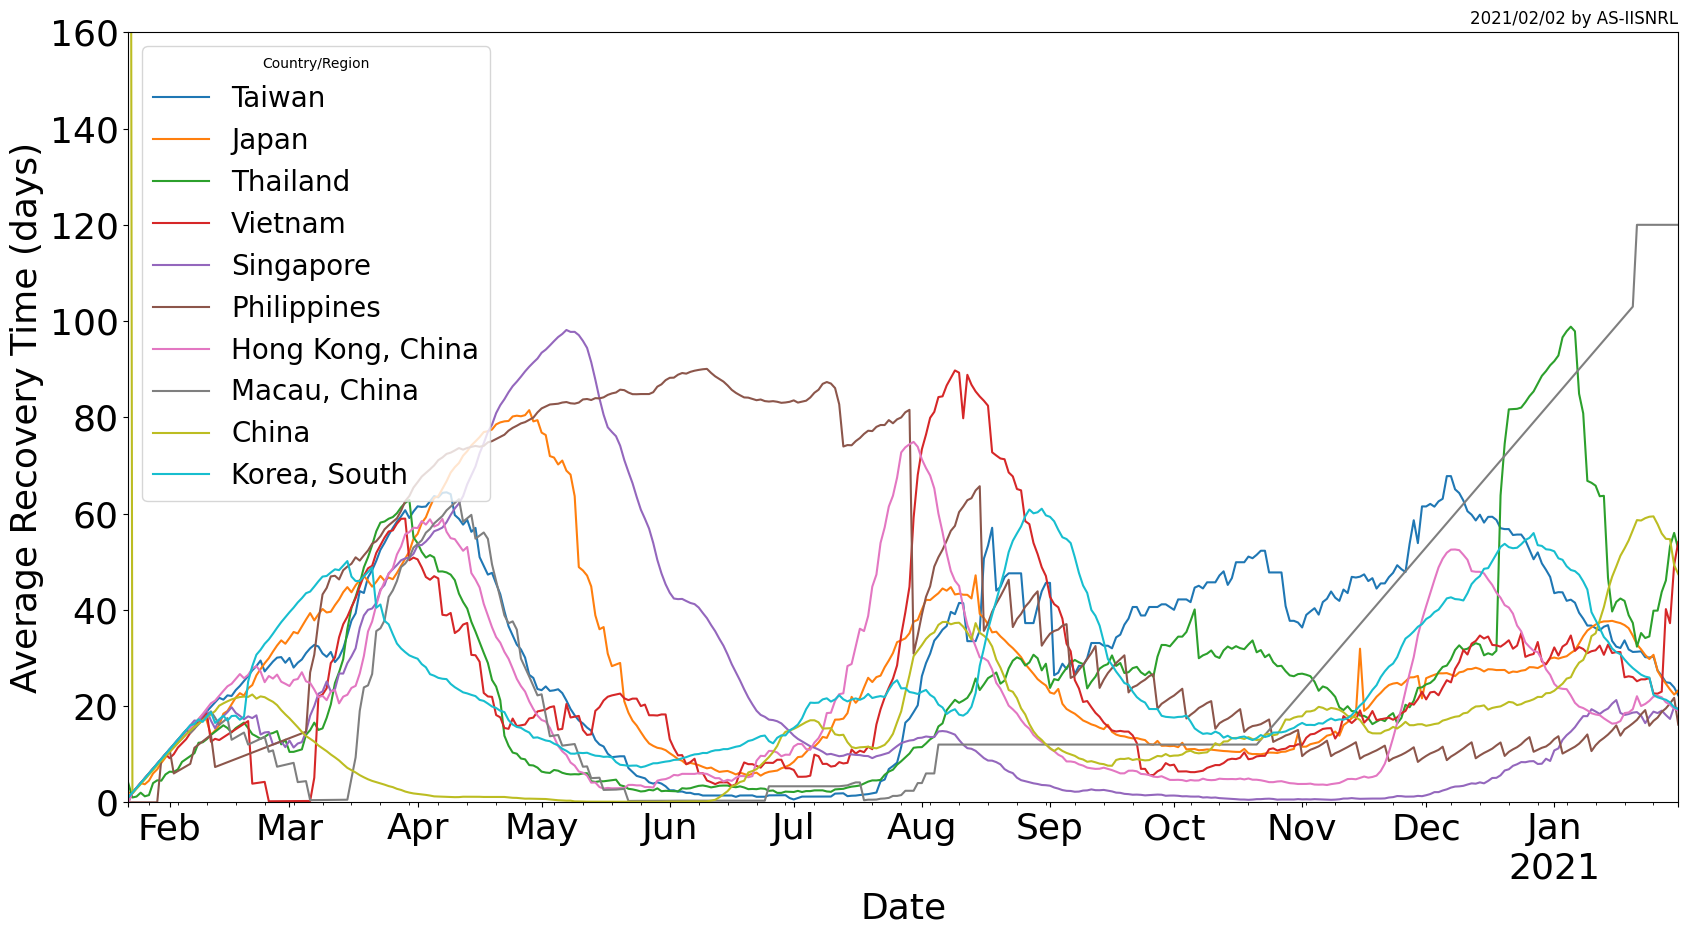 2021/02/02 by AS-IISNRL
Average Recovery Time (days)
160
140
120
100
80
60
40
20
0
Country/Region
Taiwan
Japan
Thailand
Vietnam
Singapore
Philippines
Hong Kong, China
Macau, China
China
Korea, South
Feb Mar Apr May Jun Jul Aug Sep Oct Nov Dec Jan
2021
Date